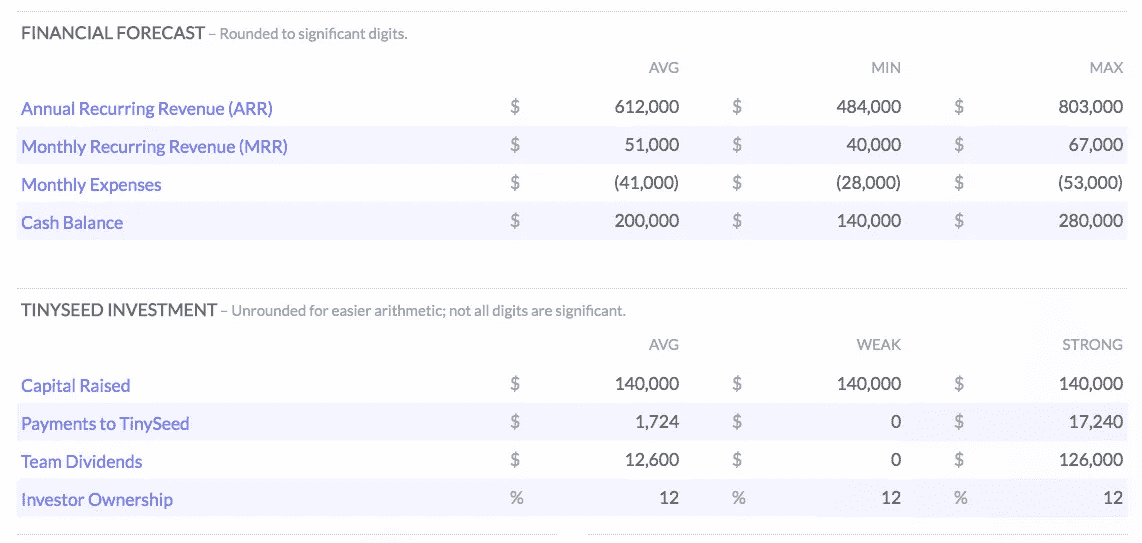 FINANCIAL FORECAST – Rounded to significant digits.
AVG MIN MAX
Annual Recurring Revenue (ARR) $ 612,000 $ 484,000 $ 803,000
Monthly Recurring Revenue (MRR) $ 51,000 $ 40,000 $ 67,000
Monthly Expenses $ (41,000) $ (28,000) $ (53,000)
Cash Balance $ 200,000 $ 140,000 $ 280,000
TINYSEED INVESTMENT – Unrounded for easier arithmetic; not all digits are significant.
AVG WEAK STRONG
Capital Raised $ 140,000 $ 140,000 $ 140,000
Payments to TinySeed $ 1,724 $ 0 $ 17,240
Team Dividends $ 12,600 $ 0 $ 126,000
Investor Ownership % 12 % 12 % 12